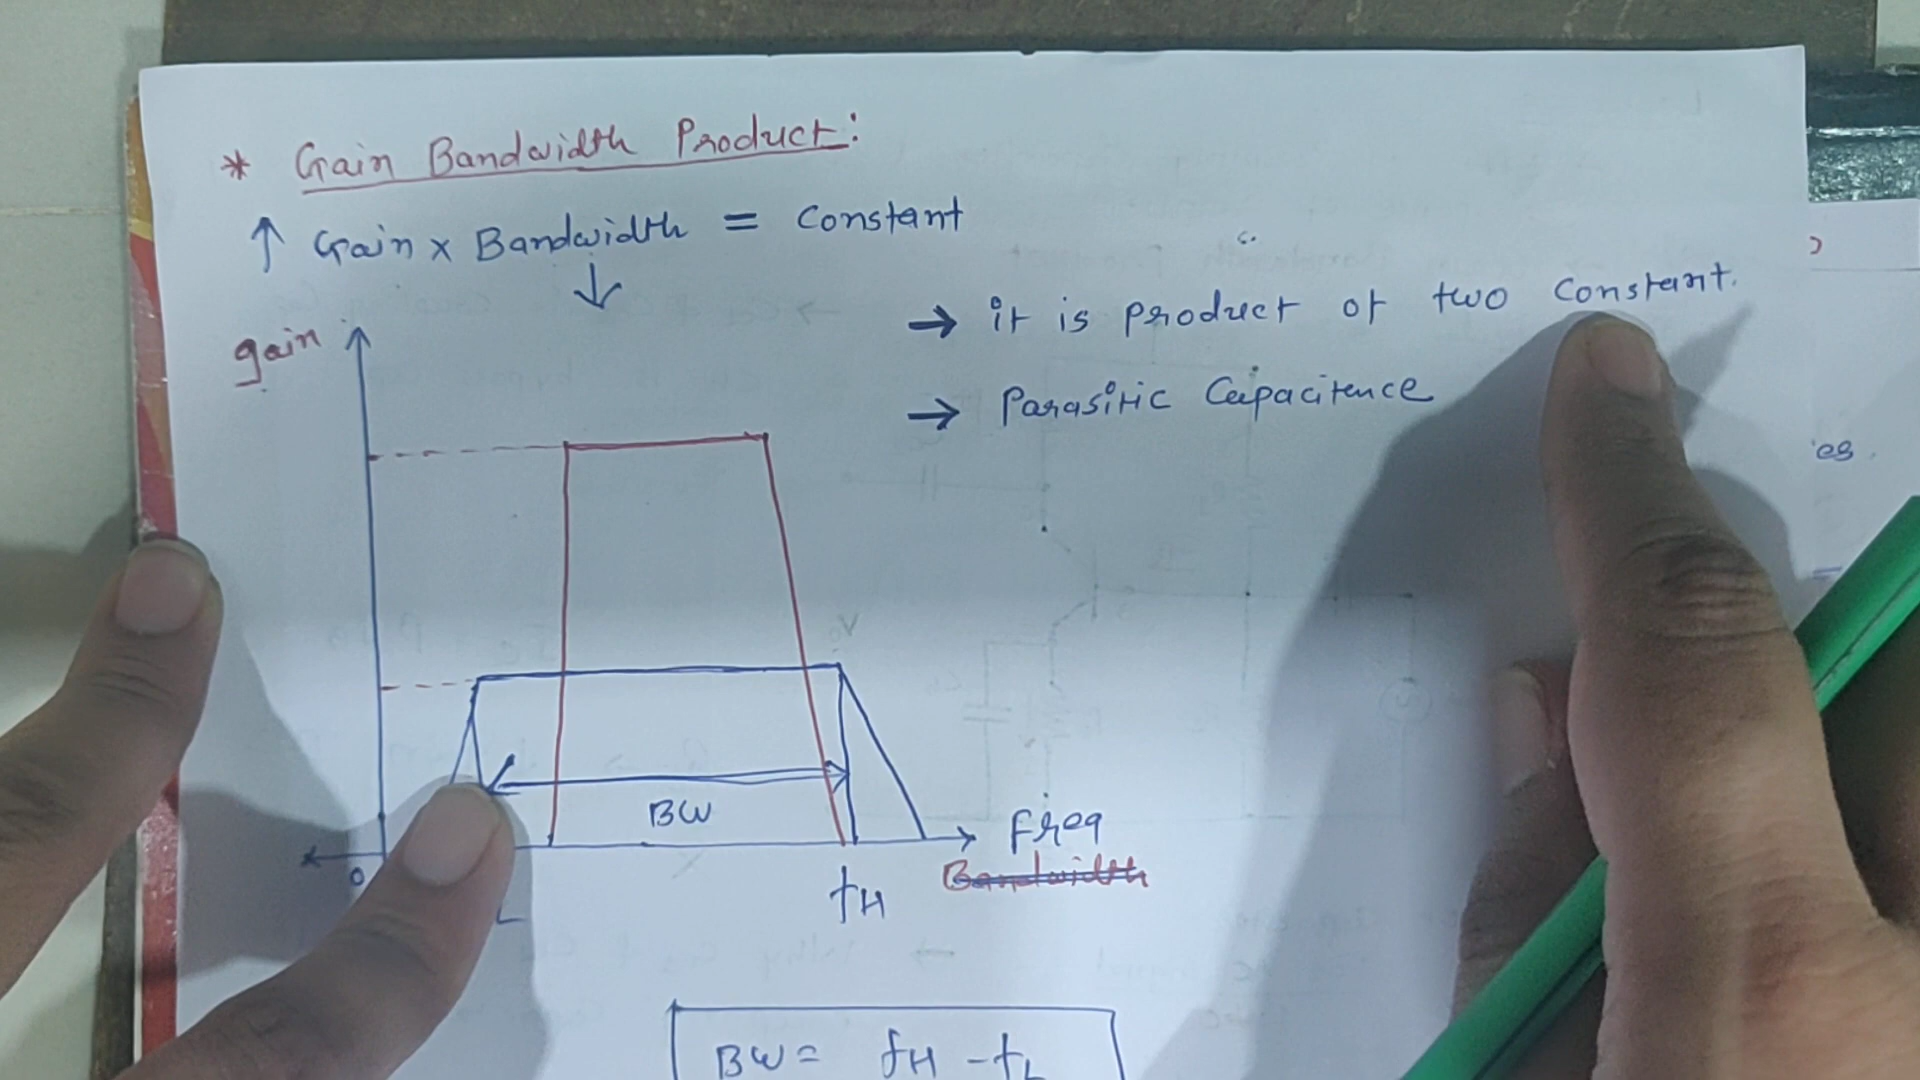 * Gain Bandwidth Product:
↑ Gain x Bandwidth = Constant
↓
→ it is product of two Constant.
gain
→ Parasitic Capacitence
es.
BW
Freq
Bandwidth
0
L
fH
BW = fH - fL